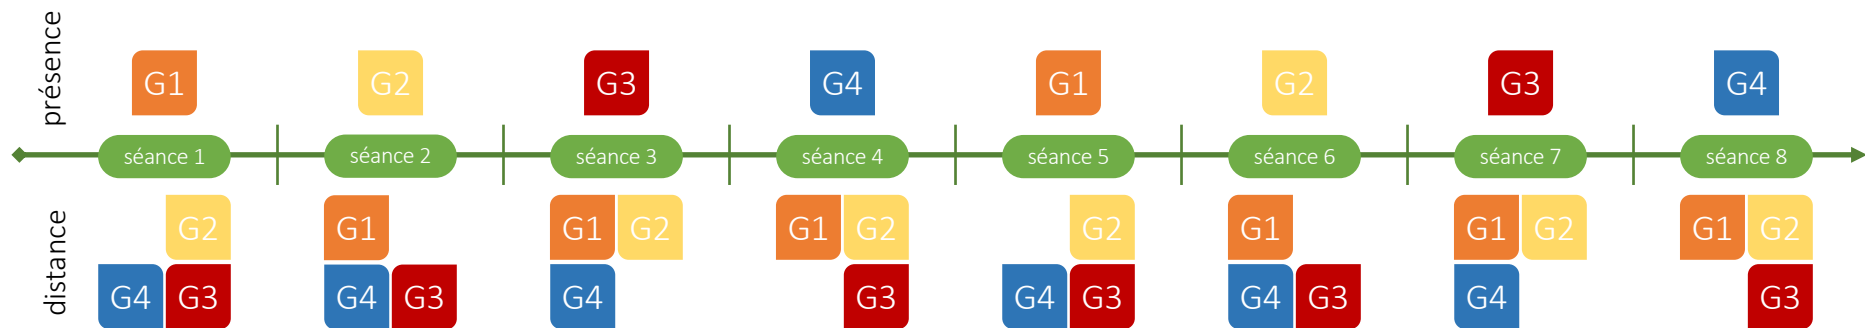 présence
G1 G2 G3 G4 G1 G2 G3 G4
séance 1 séance 2 séance 3 séance 4 séance 5 séance 6 séance 7 séance 8
distance
G2 G1 G1 G2 G1 G2 G2 G1 G1 G2 G1 G2
G4 G3 G4 G3 G4 G3 G4 G3 G4 G3 G4 G3